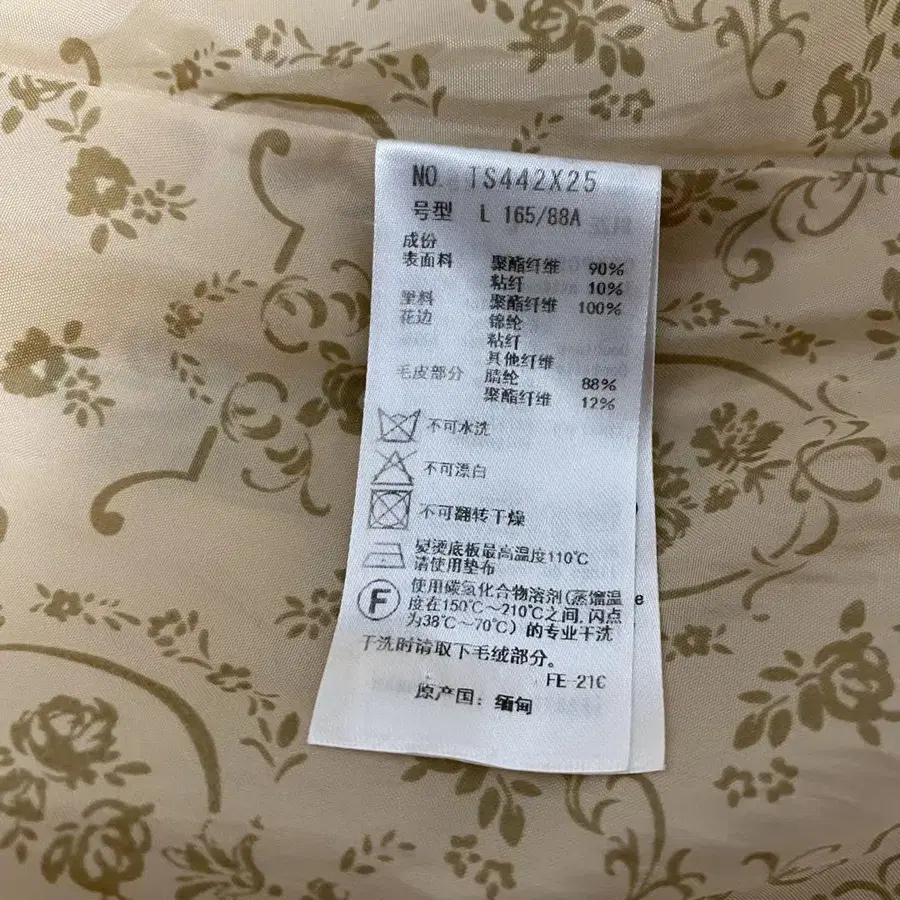 NO. TS442X25
号型 L 165/88A
成份
表面料 聚酯纤维 90%
粘纤 10%
里料 聚酯纤维 100%
花边 锦纶
粘纤
其他纤维
毛皮部分 腈纶 88%
聚酯纤维 12%
不可水洗
不可漂白
不可翻转干燥
熨烫底板最高温度110℃
请使用垫布
F 使用碳氢化合物溶剂(蒸馏温
度在150℃～210℃之间,闪点
为38℃～70℃) 的专业干洗
干洗时请取下毛绒部分。
FE-21C
原产国: 缅甸